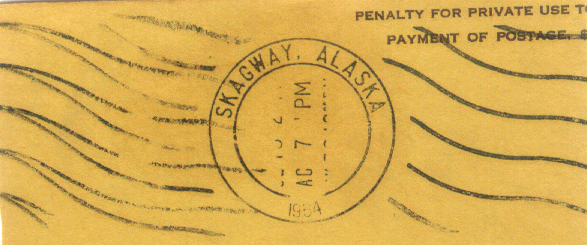 PENALTY FOR PRIVATE USE TO
PAYMENT OF POSTAGE, $
SKAGWAY, ALASKA
AG 7 PM
1954